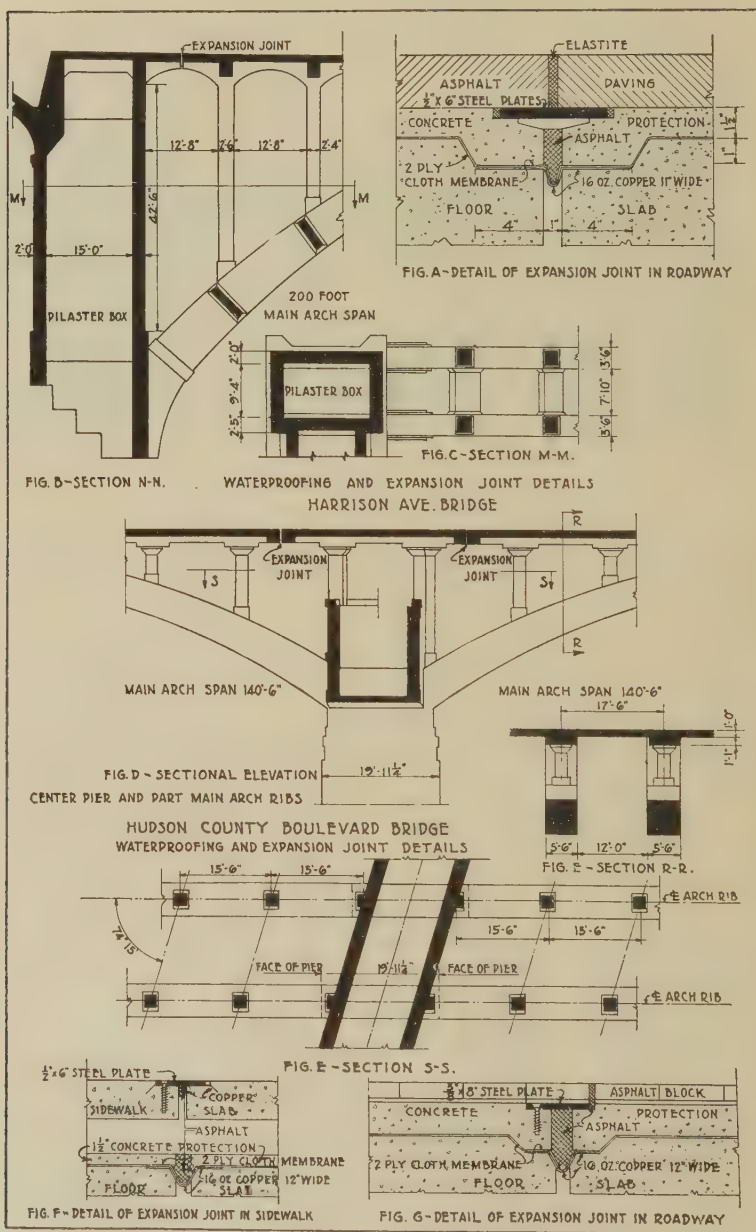 EXPANSION JOINT
12'-8" 2'-6" 12'-8" 2'-4"
M M
42'-6"
2'-0" 15'-0"
PILASTER BOX
200 FOOT
MAIN ARCH SPAN
FIG. B-SECTION N-N.
ELASTITE
ASPHALT PAVING
½" X 6" STEEL PLATES
CONCRETE PROTECTION
1½"
ASPHALT
1"
2 PLY
CLOTH MEMBRANE
16 OZ. COPPER 11" WIDE
FLOOR SLAB
4" 1" 4"
FIG. A-DETAIL OF EXPANSION JOINT IN ROADWAY
2'-0"
9'-4"
2'-5"
PILASTER BOX
3'-6"
7'-10"
3'-6"
FIG. C-SECTION M-M.
WATERPROOFING AND EXPANSION JOINT DETAILS
HARRISON AVE. BRIDGE
R
EXPANSION
JOINT
EXPANSION
JOINT
S S
R
MAIN ARCH SPAN 140'-6"
MAIN ARCH SPAN 140'-6"
FIG. D - SECTIONAL ELEVATION
CENTER PIER AND PART MAIN ARCH RIBS
19'-11¼"
17'-6"
1'-0"
1'-1"
5'-6" 12'-0" 5'-6"
FIG. E - SECTION R-R.
HUDSON COUNTY BOULEVARD BRIDGE
WATERPROOFING AND EXPANSION JOINT DETAILS
15'-6" 15'-6"
74°15'
℄ ARCH RIB
15'-6" 15'-6"
FACE OF PIER 19'-11¼" FACE OF PIER
℄ ARCH RIB
FIG. E - SECTION S-S.
½" X 6" STEEL PLATE
COPPER
SIDEWALK SLAB
ASPHALT
1½" CONCRETE PROTECTION
2 PLY CLOTH MEMBRANE
16 OZ COPPER 12" WIDE
FLOOR SLAB
FIG. F-DETAIL OF EXPANSION JOINT IN SIDEWALK
⅝" X 8" STEEL PLATE
ASPHALT BLOCK
CONCRETE PROTECTION
ASPHALT
2 PLY CLOTH MEMBRANE
16 OZ. COPPER 12" WIDE
FLOOR SLAB
FIG. G-DETAIL OF EXPANSION JOINT IN ROADWAY